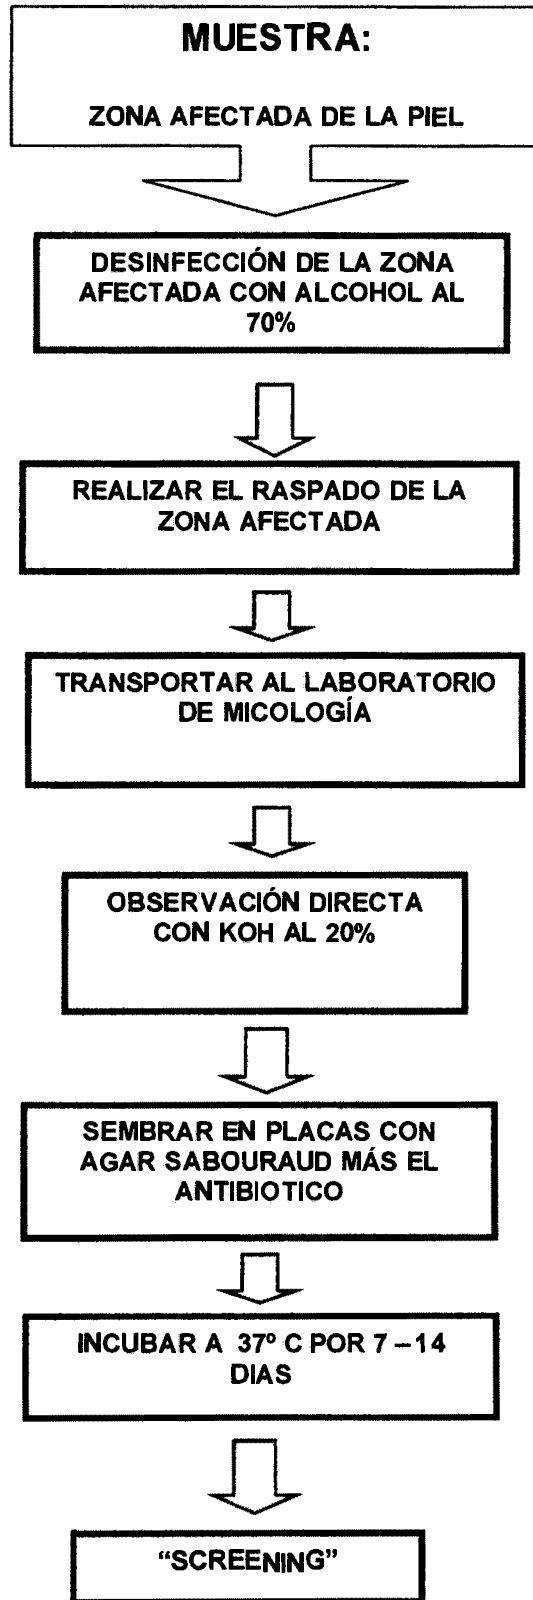 MUESTRA:
ZONA AFECTADA DE LA PIEL
DESINFECCIÓN DE LA ZONA
AFECTADA CON ALCOHOL AL
70%
REALIZAR EL RASPADO DE LA
ZONA AFECTADA
TRANSPORTAR AL LABORATORIO
DE MICOLOGÍA
OBSERVACIÓN DIRECTA
CON KOH AL 20%
SEMBRAR EN PLACAS CON
AGAR SABOURAUD MÁS EL
ANTIBIOTICO
INCUBAR A 37º C POR 7 – 14
DIAS
“SCREENING”